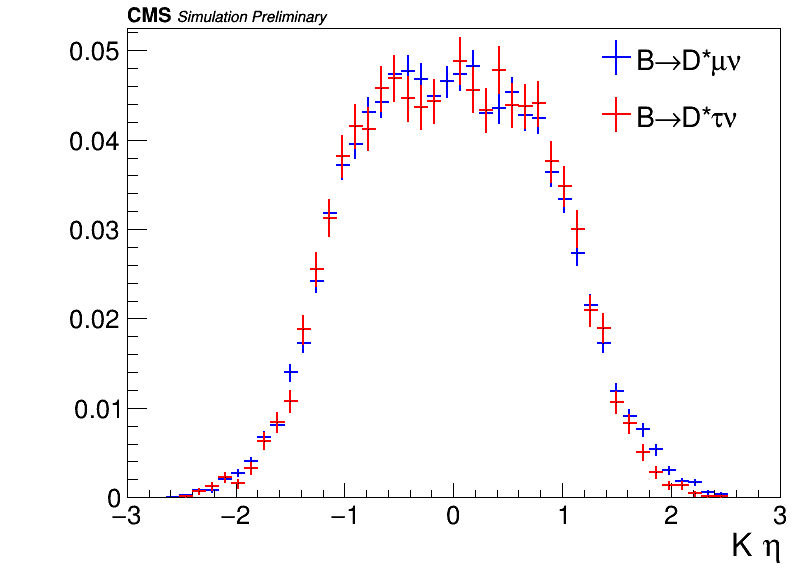 CMS Simulation Preliminary
0.05
0.04
0.03
0.02
0.01
0
B→D*μν
B→D*τν
−3 −2 −1 0 1 2 3
K η